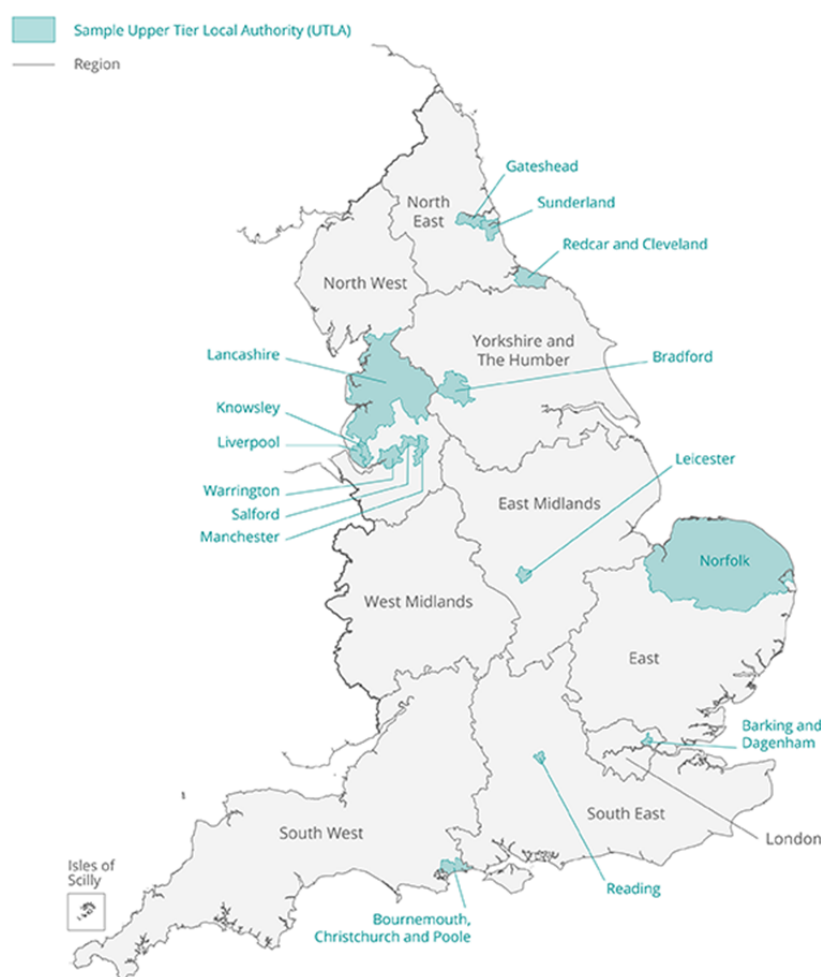 Sample Upper Tier Local Authority (UTLA)
Region
Gateshead
North
East
Sunderland
Redcar and Cleveland
North West
Yorkshire and
The Humber
Lancashire
Bradford
Knowsley
Liverpool
Leicester
Warrington
Salford
Manchester
East Midlands
Norfolk
West Midlands
East
Barking and
Dagenham
South East
South West
London
Isles of
Scilly
Reading
Bournemouth,
Christchurch and Poole